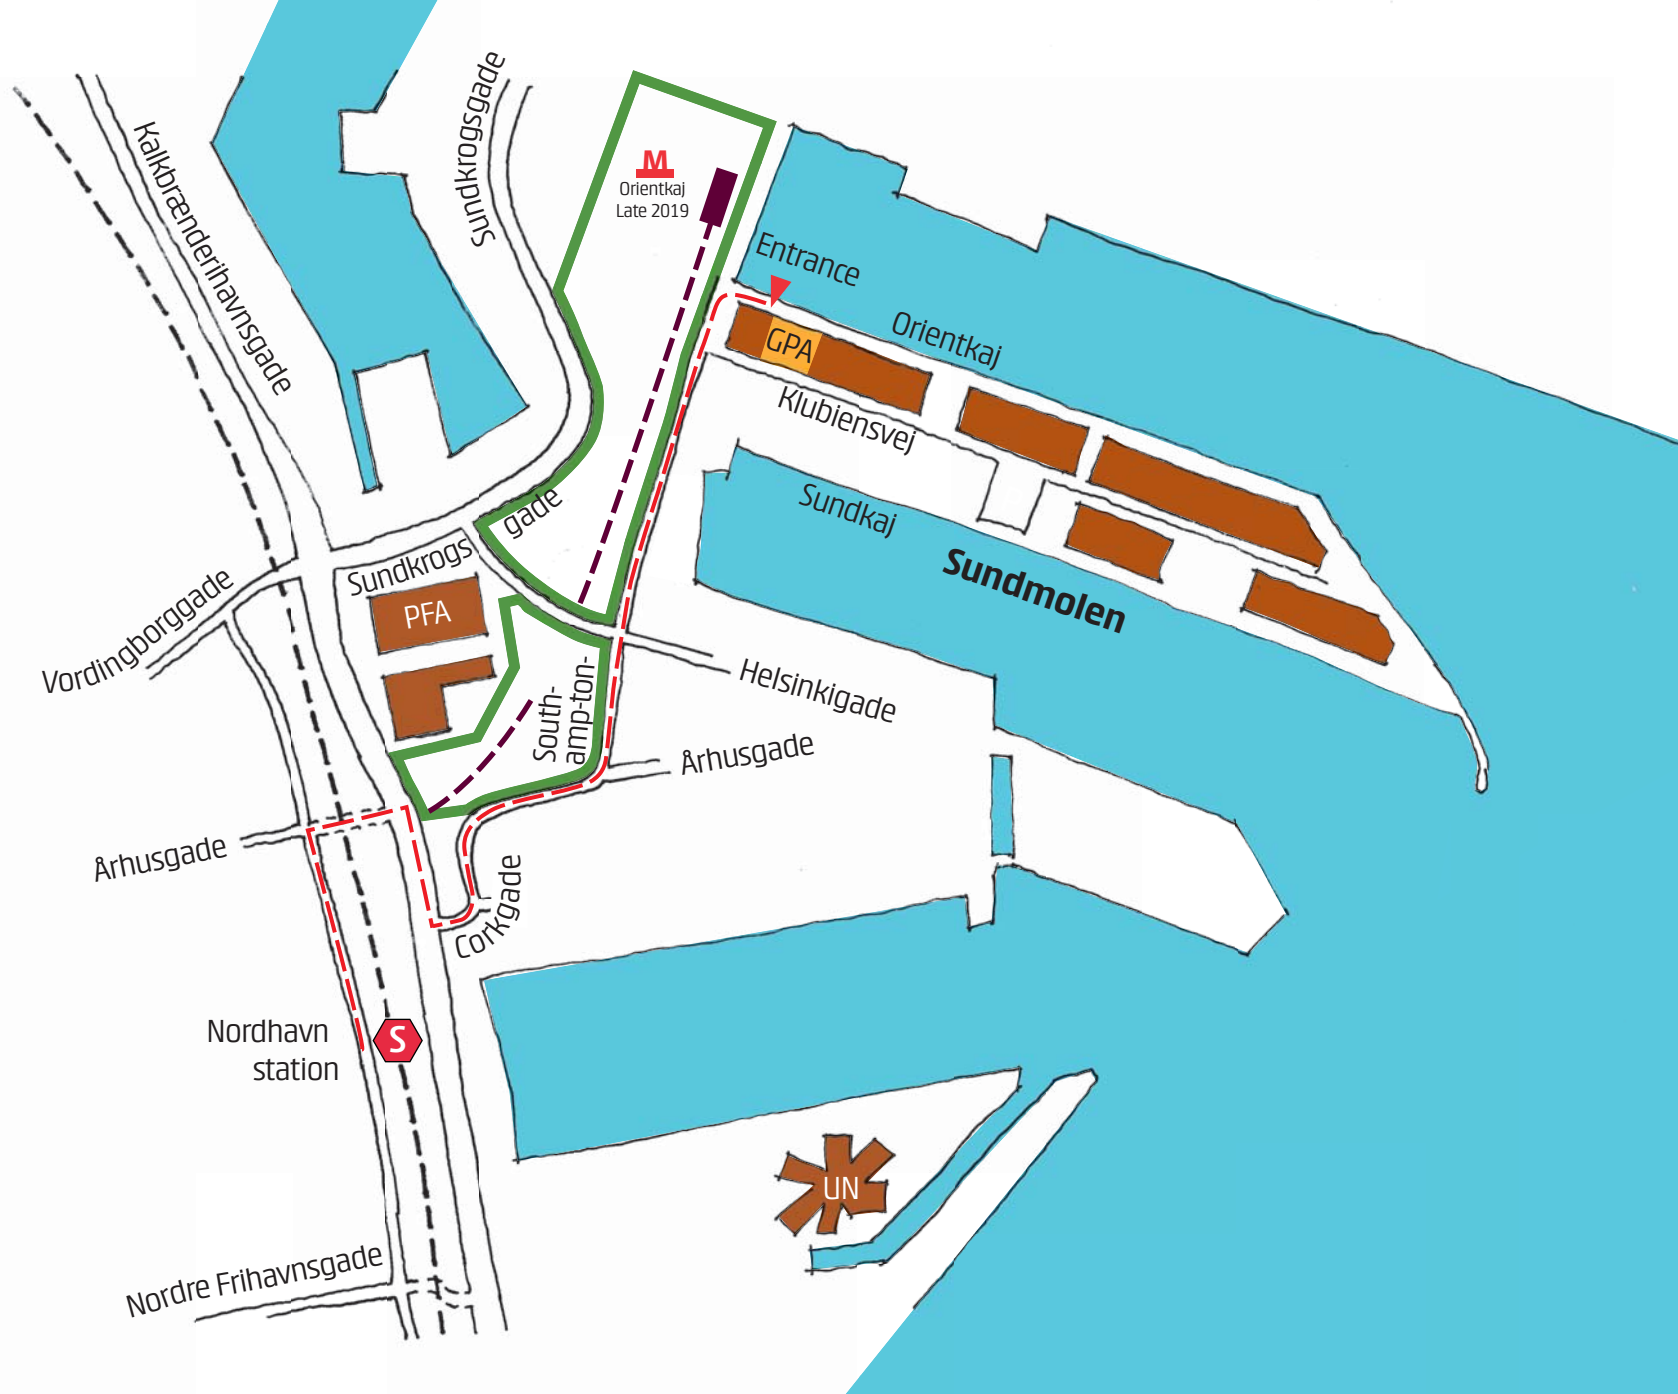 Sundkrogsgade
Kalkbrænderihavnsgade
M
Orientkaj
Late 2019
Entrance
Orientkaj
GPA
Klubiensvej
Sundkaj
Sundmolen
gade
Sundkrogs
PFA
Vordingborggade
Helsinkigade
South-
amp-ton-
Århusgade
Århusgade
Corkgade
Nordhavn
station
S
UN
Nordre Frihavnsgade